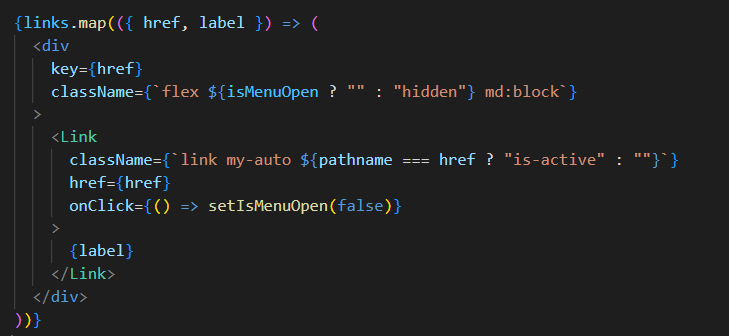 {links.map(({ href, label }) => (
<div
key={href}
className={`flex ${isMenuOpen ? "" : "hidden"} md:block`}
>
<Link
className={`link my-auto ${pathname === href ? "is-active" : ""}`}
href={href}
onClick={() => setIsMenuOpen(false)}
>
{label}
</Link>
</div>
))}